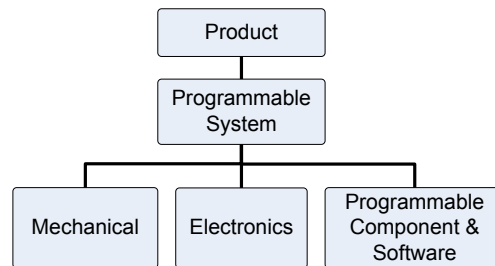 Product
Programmable
System
Mechanical
Electronics
Programmable
Component &
Software